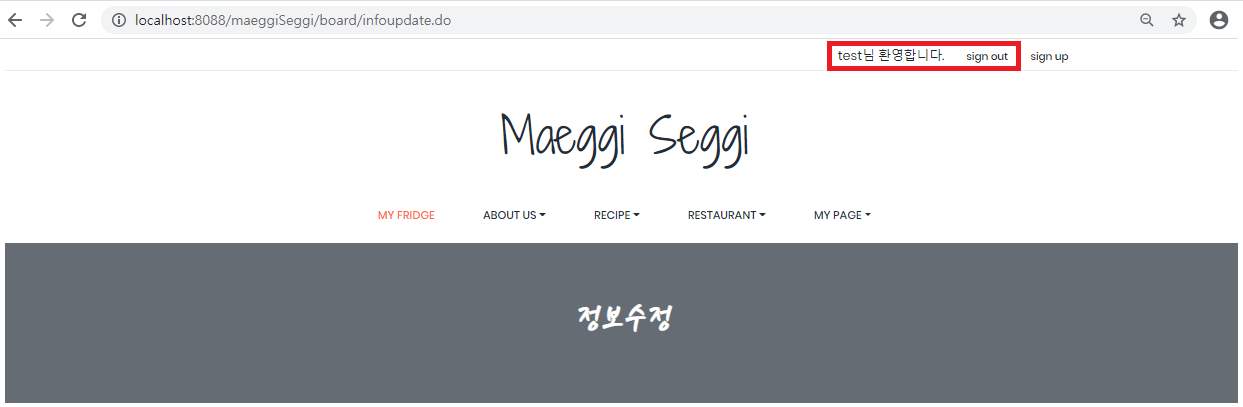 localhost:8088/maeggiSeggi/board/infoupdate.do
test님 환영합니다. sign out sign up
Maeggi Seggi
MY FRIDGE ABOUT US RECIPE RESTAURANT MY PAGE
정보수정